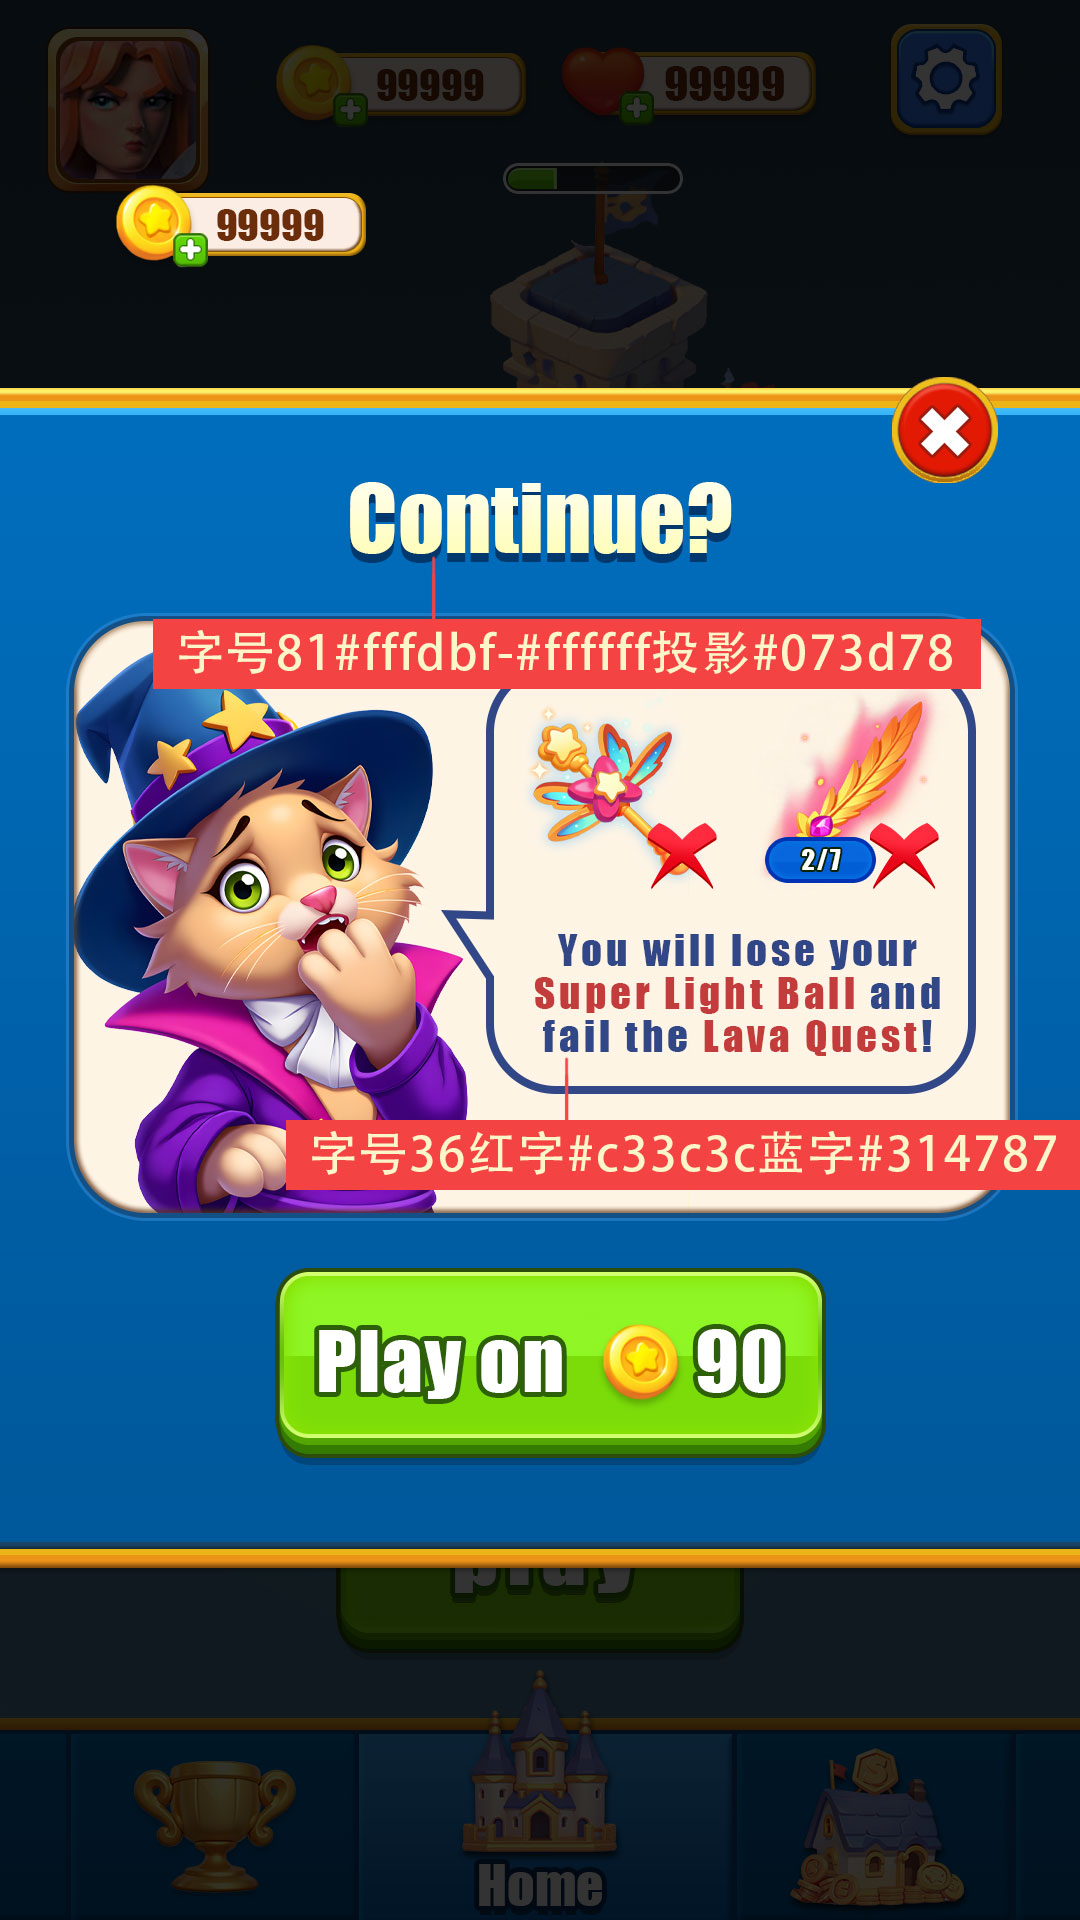 99999
99999
99999
Continue?
字号81#fffdbf-#ffffff投影#073d78
2/7
You will lose your
Super Light Ball and
fail the Lava Quest!
字号36红字#c33c3c蓝字#314787
Play on 90
play
Home